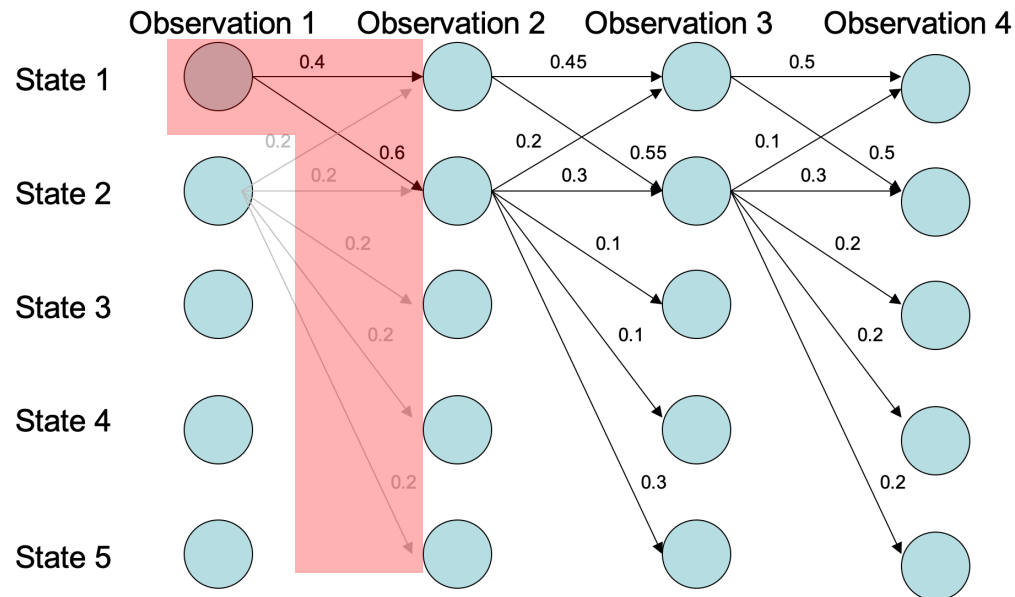 Observation 1 Observation 2 Observation 3 Observation 4
State 1
0.4 0.45 0.5
0.2 0.6 0.2 0.55 0.1 0.5
State 2
0.2 0.3 0.3
0.2 0.1 0.2
State 3
0.2 0.1 0.2
State 4
0.2 0.3 0.2
State 5